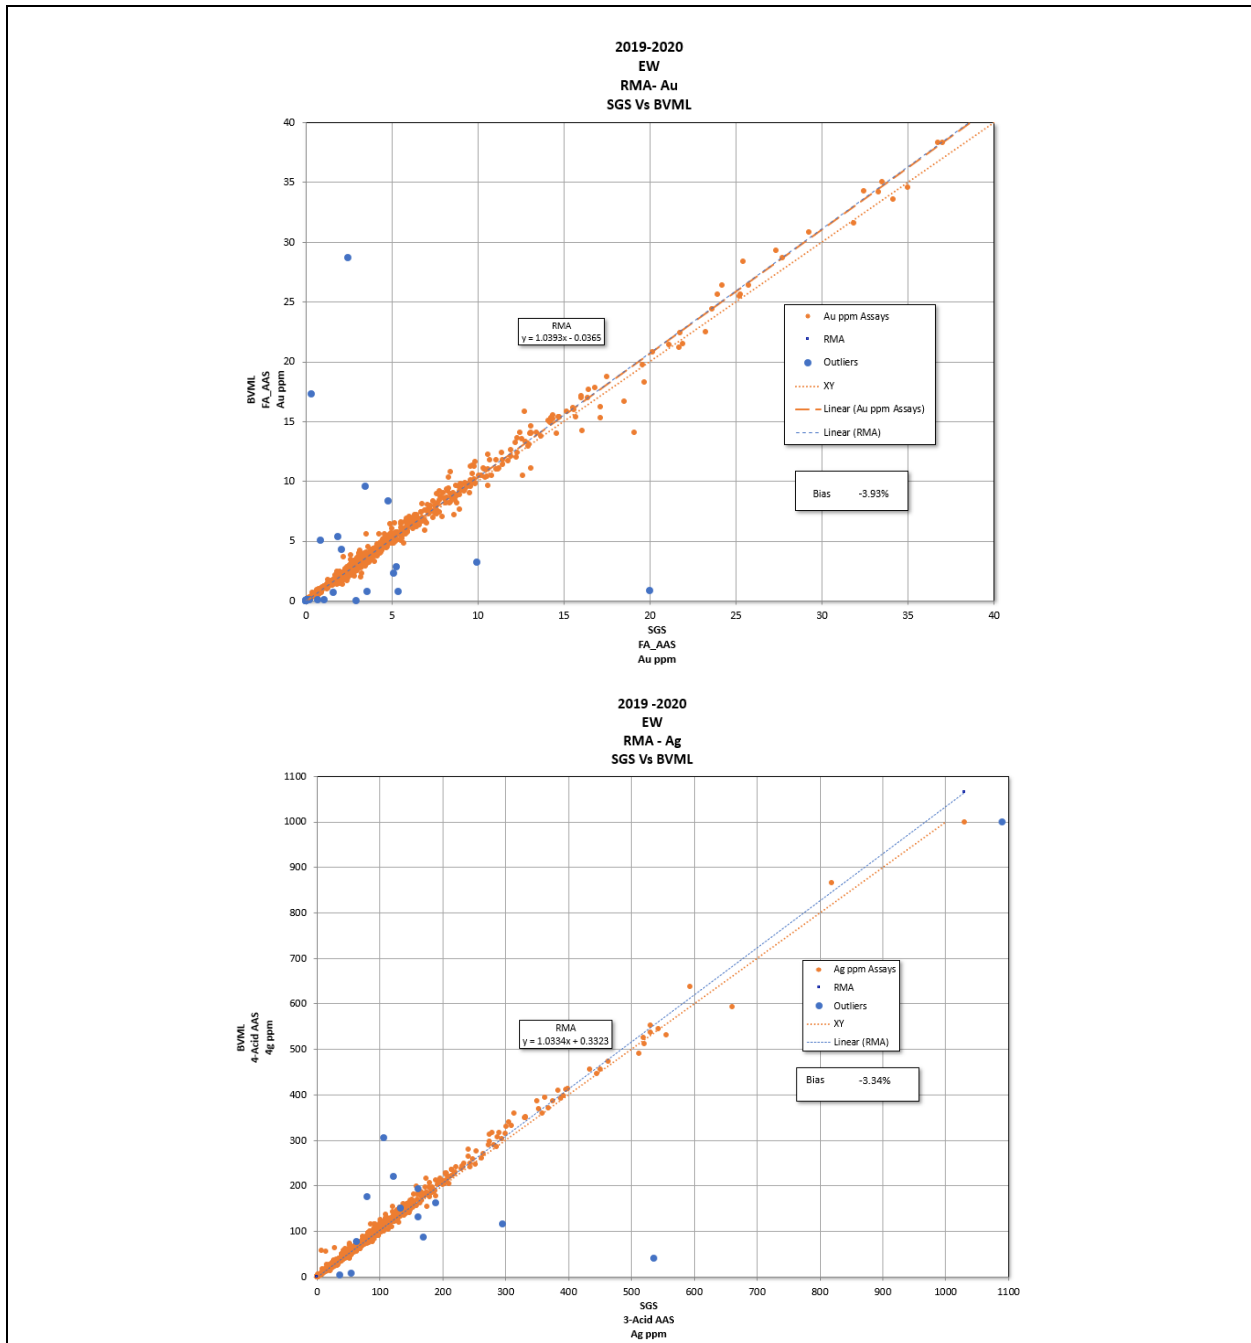 2019-2020
EW
RMA- Au
SGS Vs BVML
40
35
30
25
20
15
10
5
0
BVML
FA_AAS
Au ppm
RMA
y = 1.0393x - 0.0365
Au ppm Assays
RMA
Outliers
XY
Linear (Au ppm Assays)
Linear (RMA)
Bias -3.93%
0 5 10 15 20 25 30 35 40
SGS
FA_AAS
Au ppm
2019 -2020
EW
RMA - Ag
SGS Vs BVML
1100
1000
900
800
700
600
500
400
300
200
100
0
BVML
4-Acid AAS
4g ppm
RMA
y = 1.0334x + 0.3323
Ag ppm Assays
RMA
Outliers
XY
Linear (RMA)
Bias -3.34%
0 100 200 300 400 500 600 700 800 900 1000 1100
SGS
3-Acid AAS
Ag ppm